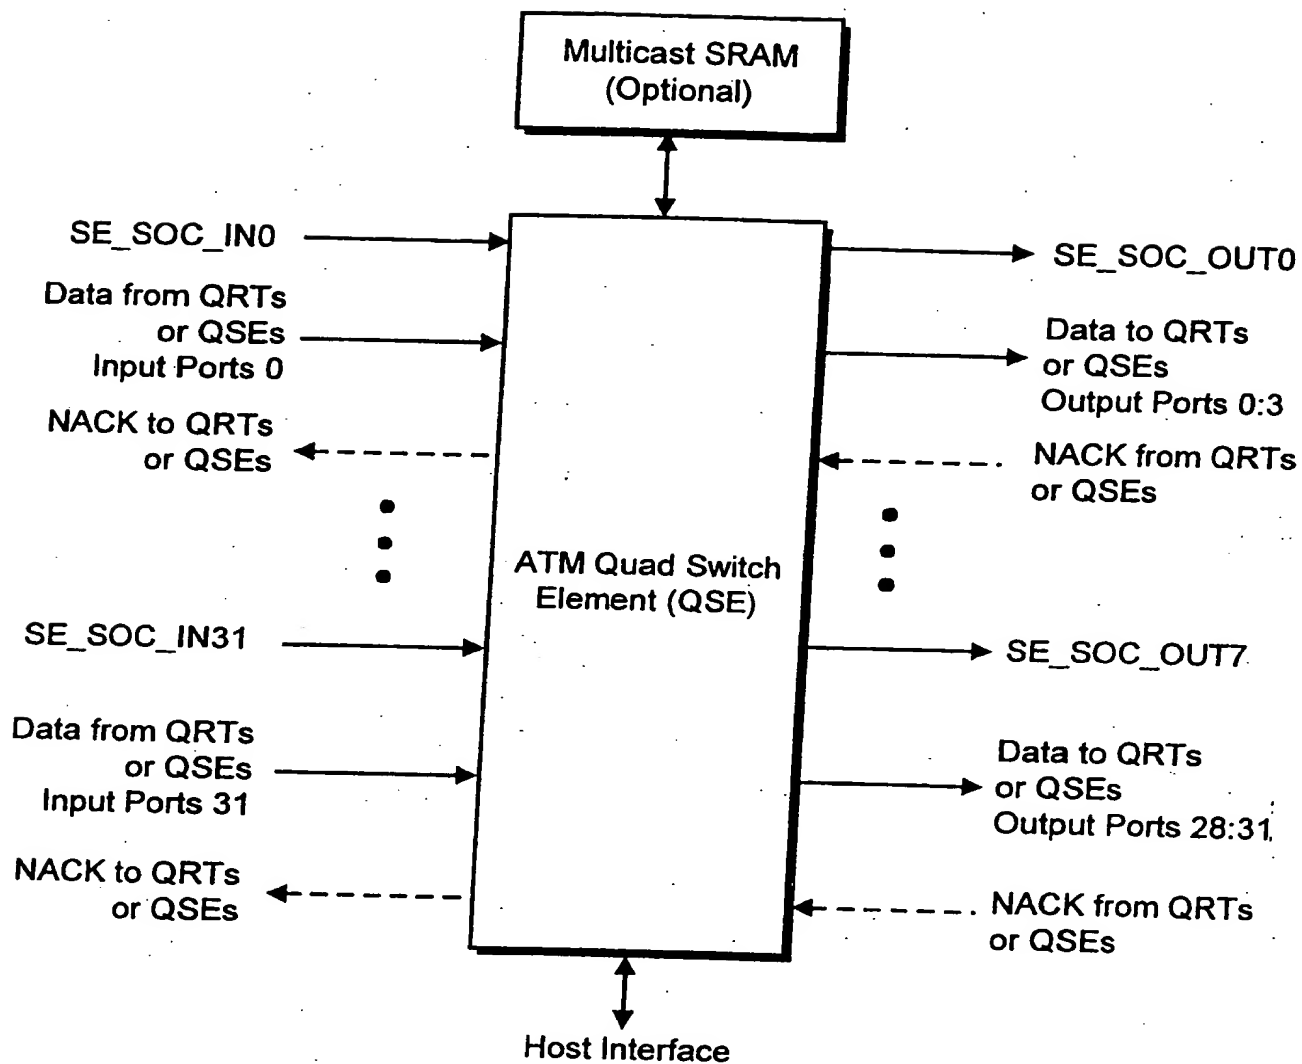 Multicast SRAM
(Optional)
SE_SOC_IN0
Data from QRTs
or QSEs
Input Ports 0
NACK to QRTs
or QSEs
SE_SOC_IN31
Data from QRTs
or QSEs
Input Ports 31
NACK to QRTs
or QSEs
ATM Quad Switch
Element (QSE)
SE_SOC_OUT0
Data to QRTs
or QSEs
Output Ports 0:3
NACK from QRTs
or QSEs
SE_SOC_OUT7
Data to QRTs
or QSEs
Output Ports 28:31
NACK from QRTs
or QSEs
Host Interface